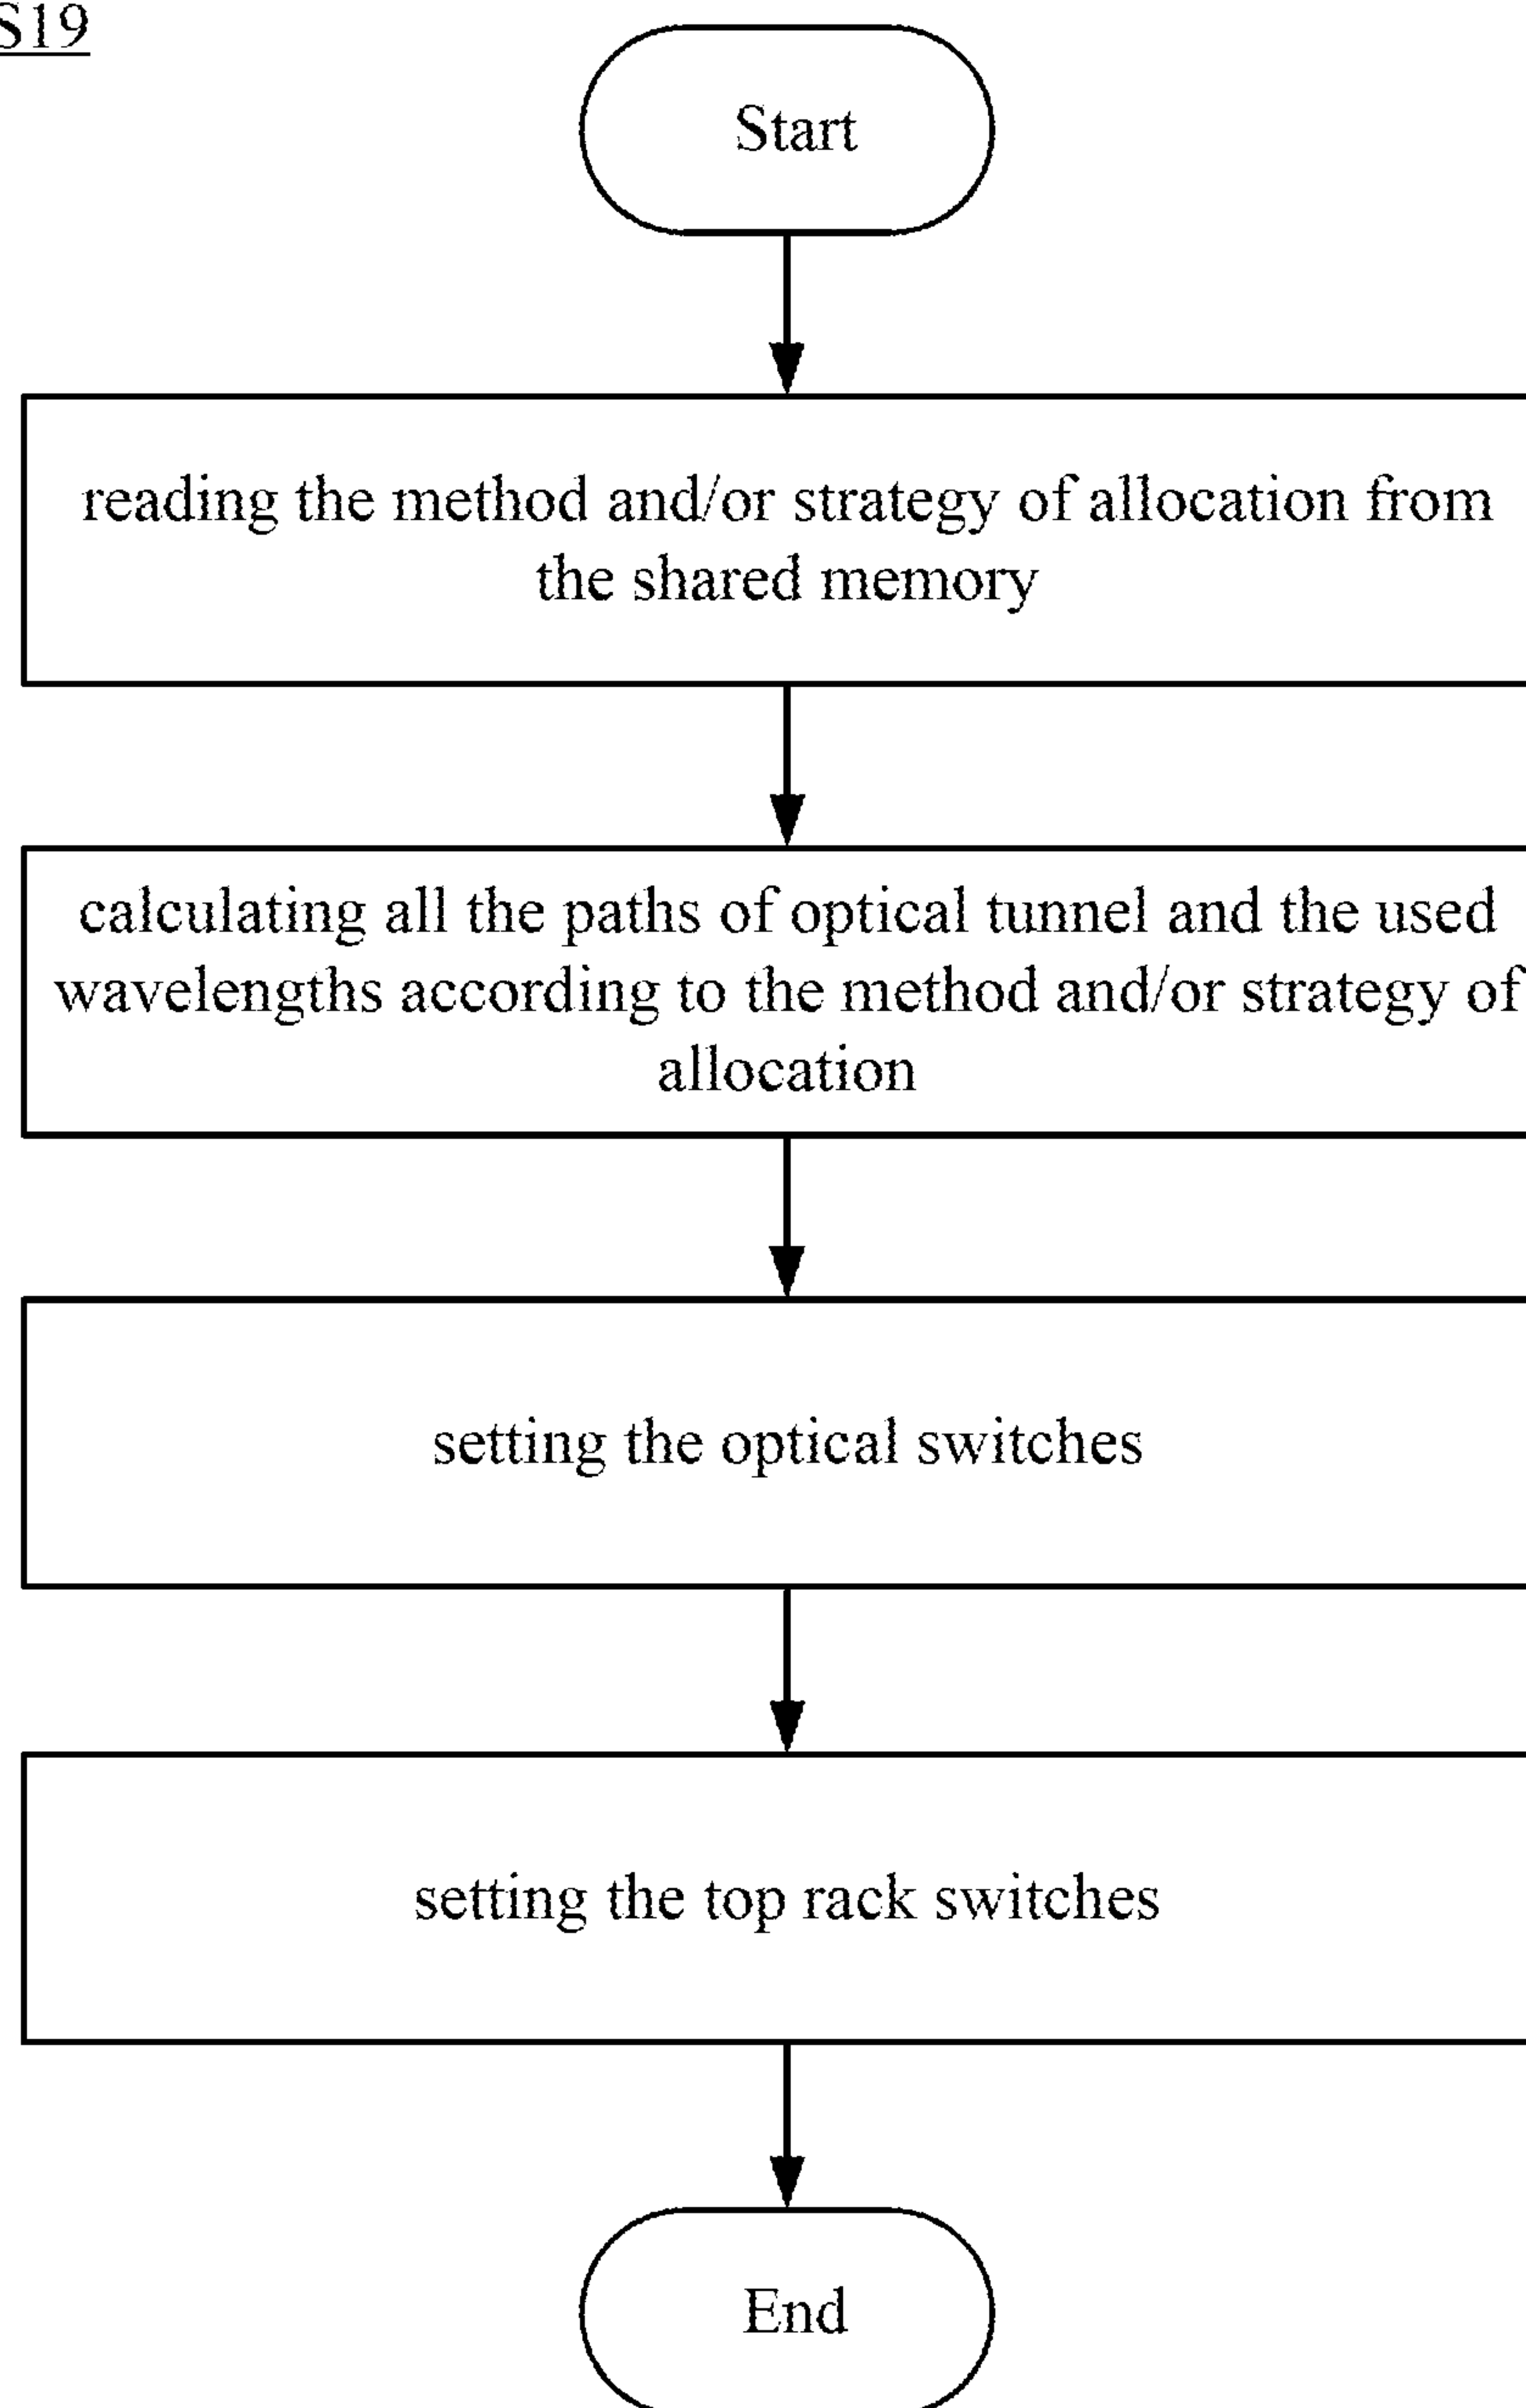 S19
Start
reading the method and/or strategy of allocation from
the shared memory
calculating all the paths of optical tunnel and the used
wavelengths according to the method and/or strategy of
allocation
setting the optical switches
setting the top rack switches
End